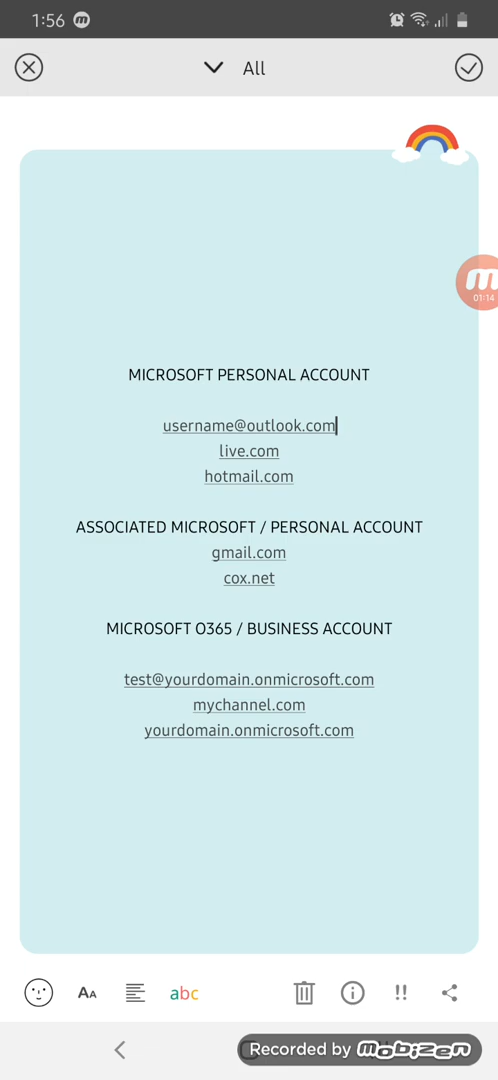 1:56
All
01:14
MICROSOFT PERSONAL ACCOUNT
username@outlook.com
live.com
hotmail.com
ASSOCIATED MICROSOFT / PERSONAL ACCOUNT
gmail.com
cox.net
MICROSOFT O365 / BUSINESS ACCOUNT
test@yourdomain.onmicrosoft.com
mychannel.com
yourdomain.onmicrosoft.com
AA
abc
!!
Recorded by mobizen